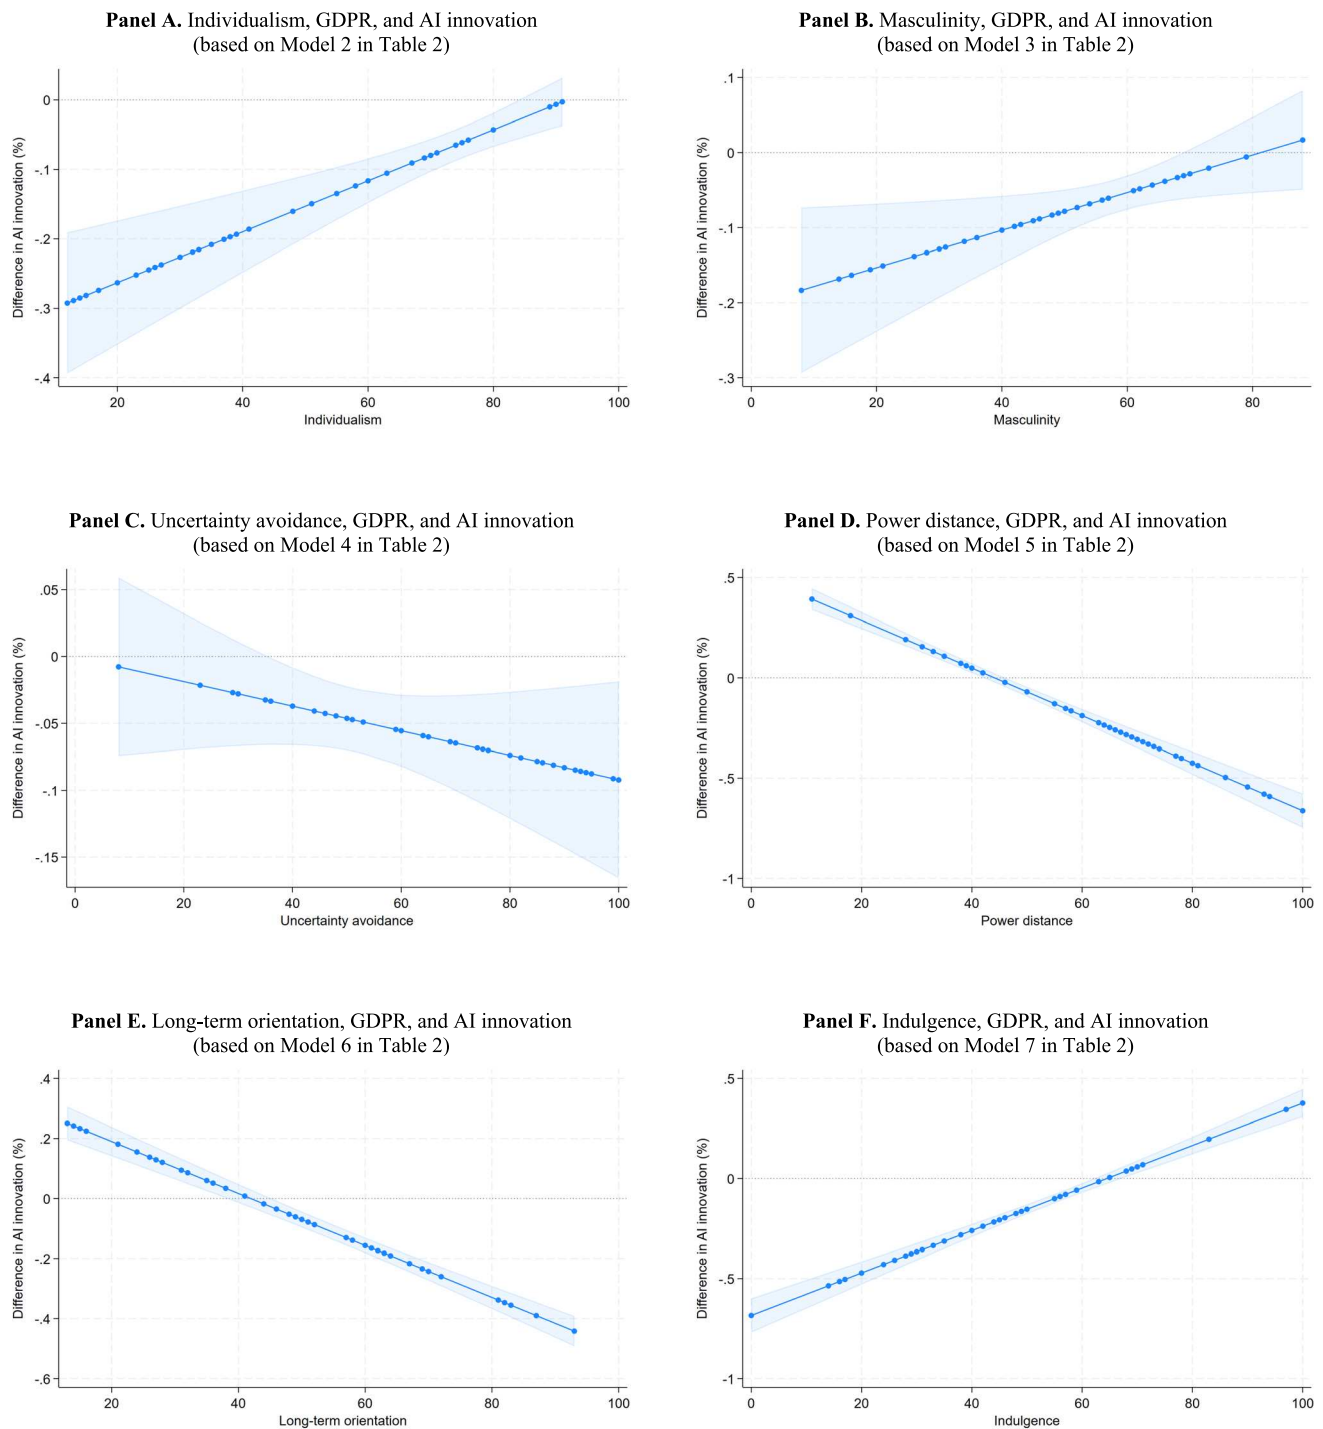 Panel A. Individualism, GDPR, and AI innovation
(based on Model 2 in Table 2)
0
-.1
-.2
-.3
-.4
Difference in AI innovation (%)
20 40 60 80 100
Individualism
Panel B. Masculinity, GDPR, and AI innovation
(based on Model 3 in Table 2)
.1
0
-.1
-.2
-.3
Difference in AI innovation (%)
0 20 40 60 80
Masculinity
Panel C. Uncertainty avoidance, GDPR, and AI innovation
(based on Model 4 in Table 2)
.05
0
-.05
-.1
-.15
Difference in AI innovation (%)
0 20 40 60 80 100
Uncertainty avoidance
Panel D. Power distance, GDPR, and AI innovation
(based on Model 5 in Table 2)
.5
0
-.5
-1
Difference in AI innovation (%)
0 20 40 60 80 100
Power distance
Panel E. Long-term orientation, GDPR, and AI innovation
(based on Model 6 in Table 2)
.4
.2
0
-.2
-.4
-.6
Difference in AI innovation (%)
20 40 60 80 100
Long-term orientation
Panel F. Indulgence, GDPR, and AI innovation
(based on Model 7 in Table 2)
.5
0
-.5
-1
Difference in AI innovation (%)
0 20 40 60 80 100
Indulgence